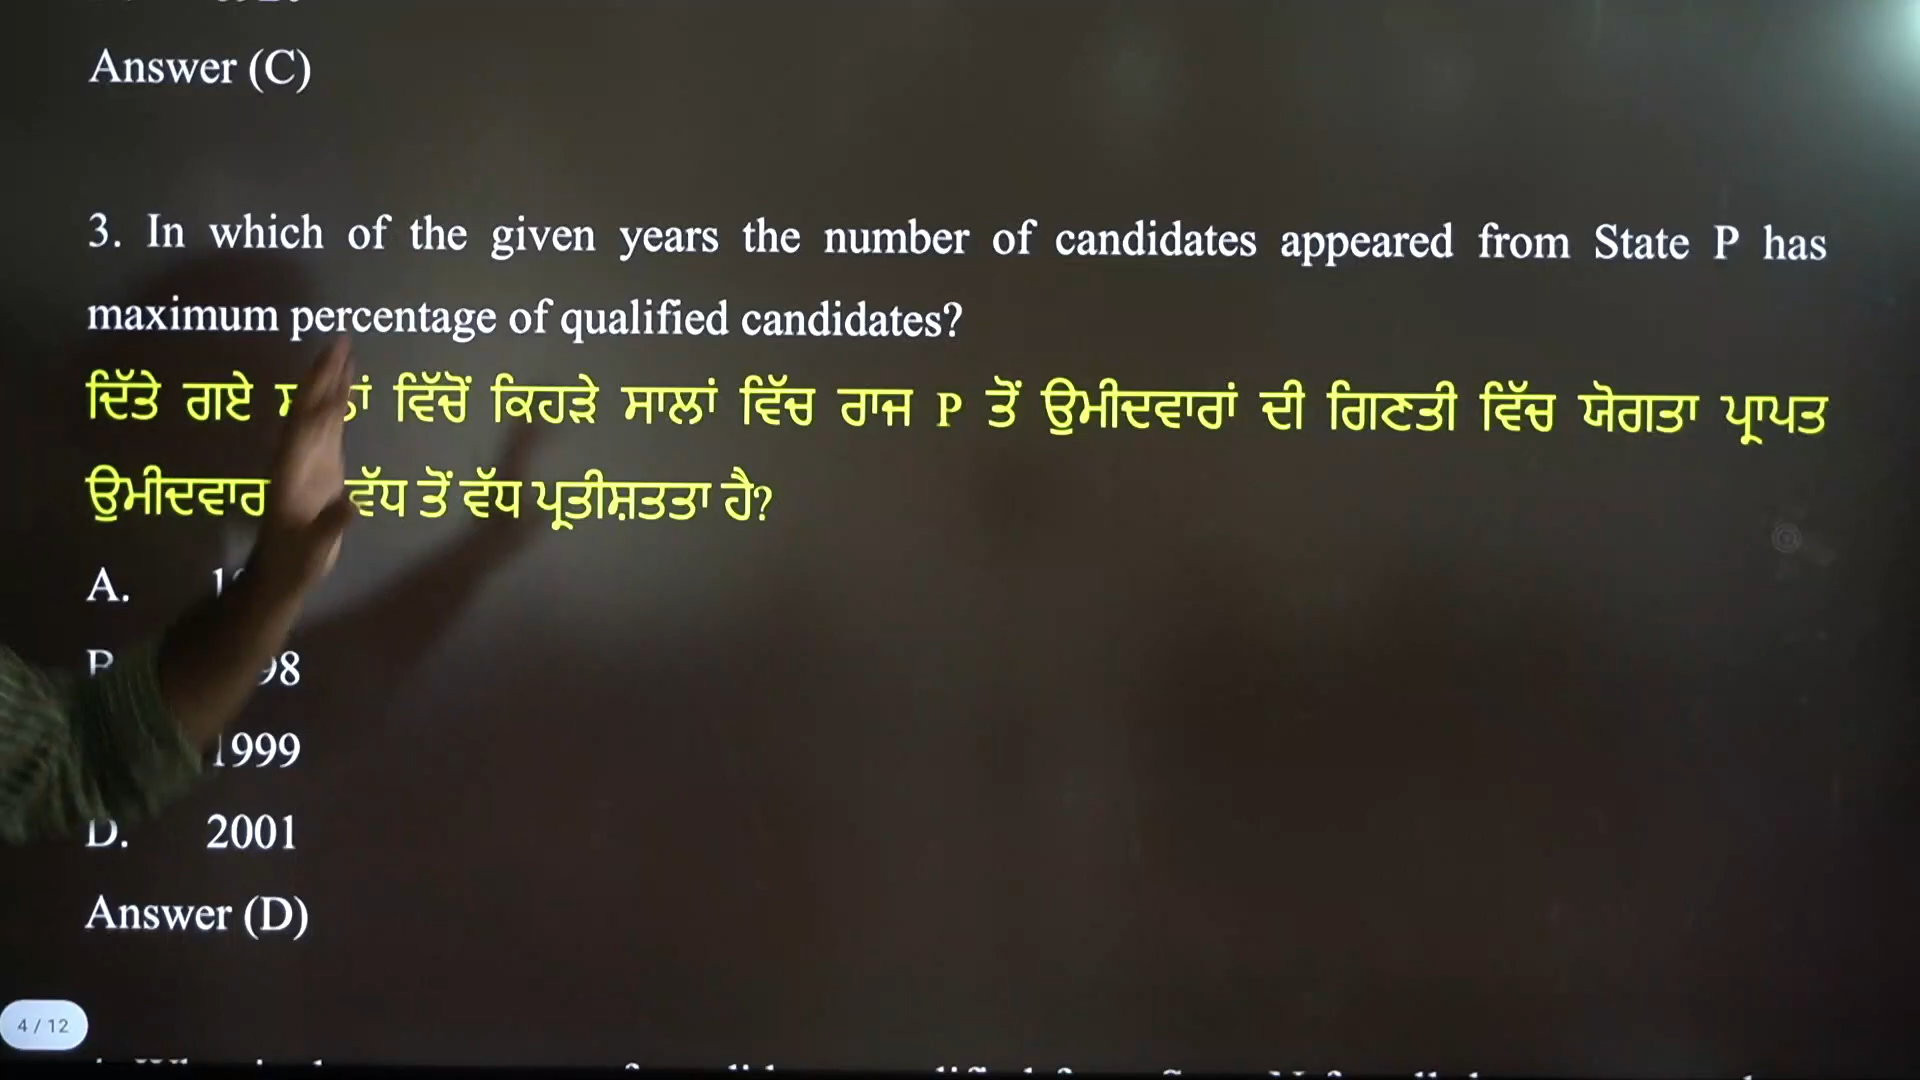 Answer (C)
3. In which of the given years the number of candidates appeared from State P has
maximum percentage of qualified candidates?
ਦਿੱਤੇ ਗਏ ਵਿੱਚੋਂ ਕਿਹੜੇ ਸਾਲਾਂ ਵਿੱਚ ਰਾਜ P ਤੋਂ ਉਮੀਦਵਾਰਾਂ ਦੀ ਗਿਣਤੀ ਵਿੱਚ ਯੋਗਤਾ ਪ੍ਰਾਪਤ
ਉਮੀਦਵਾਰ ਵੱਧ ਤੋਂ ਵੱਧ ਪ੍ਰਤੀਸ਼ਤਤਾ ਹੈ?
A.
1999
D. 2001
Answer (D)
4 / 12